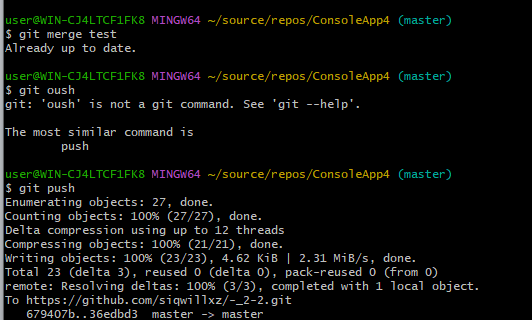 user@WIN-CJ4LTCF1FK8 MINGW64 ~/source/repos/ConsoleApp4 (master)
$ git merge test
Already up to date.
user@WIN-CJ4LTCF1FK8 MINGW64 ~/source/repos/ConsoleApp4 (master)
$ git oush
git: 'oush' is not a git command. See 'git --help'.
The most similar command is
push
user@WIN-CJ4LTCF1FK8 MINGW64 ~/source/repos/ConsoleApp4 (master)
$ git push
Enumerating objects: 27, done.
Counting objects: 100% (27/27), done.
Delta compression using up to 12 threads
Compressing objects: 100% (21/21), done.
Writing objects: 100% (23/23), 4.62 KiB | 2.31 MiB/s, done.
Total 23 (delta 3), reused 0 (delta 0), pack-reused 0 (from 0)
remote: Resolving deltas: 100% (3/3), completed with 1 local object.
To https://github.com/siqwillxz/-_2-2.git
679407b..36edbd3  master -> master